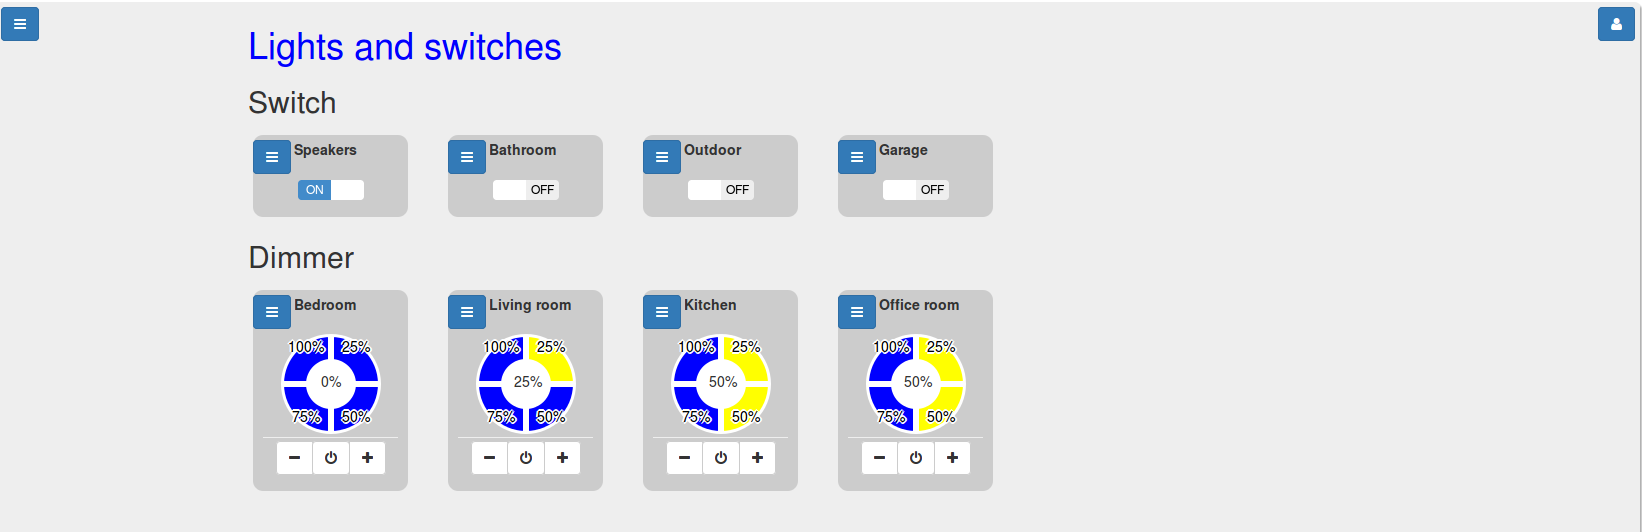 Lights and switches
Switch
Speakers Bathroom Outdoor Garage
ON OFF OFF OFF
Dimmer
Bedroom Living room Kitchen Office room
100% 25% 100% 25% 100% 25% 100% 25%
0% 25% 50% 50%
75% 50% 75% 50% 75% 50% 75% 50%